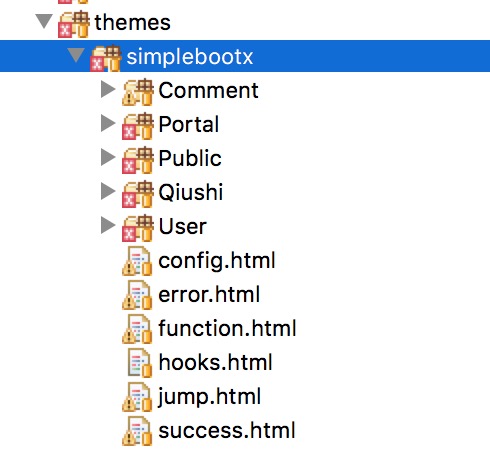 themes
simplebootx
Comment
Portal
Public
Qiushi
User
config.html
error.html
function.html
hooks.html
jump.html
success.html